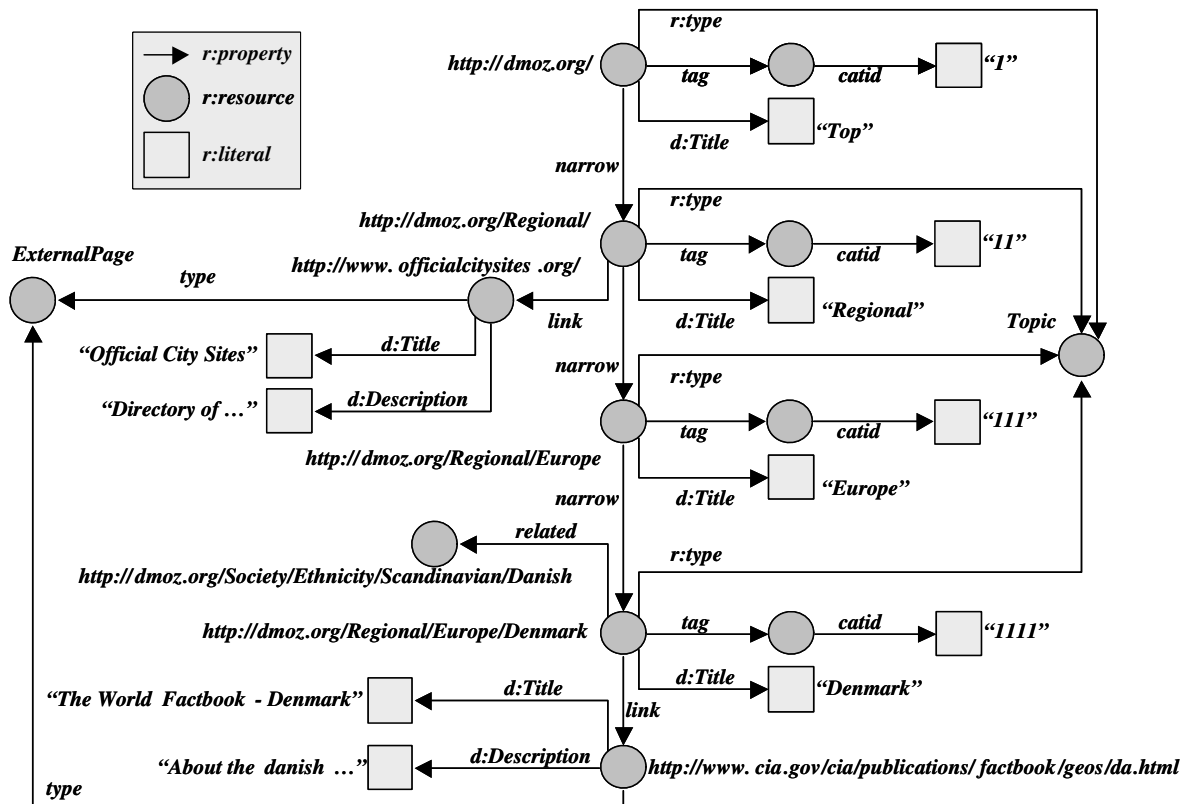 r:type
r:property
http://dmoz.org/
tag
catid
“1”
r:resource
d:Title
“Top”
r:literal
narrow
r:type
http://dmoz.org/Regional/
tag
catid
“11”
ExternalPage
http://www. officialcitysites .org/
type
link
d:Title
“Regional”
Topic
“Official City Sites”
d:Title
narrow
r:type
“Directory of …”
d:Description
tag
catid
“111”
http://dmoz.org/Regional/Europe
d:Title
“Europe”
narrow
related
r:type
http://dmoz.org/Society/Ethnicity/Scandinavian/Danish
http://dmoz.org/Regional/Europe/Denmark
tag
catid
“1111”
d:Title
“Denmark”
“The World Factbook - Denmark”
d:Title
link
“About the danish …”
d:Description
http://www. cia.gov/cia/publications/ factbook/geos/da.html
type